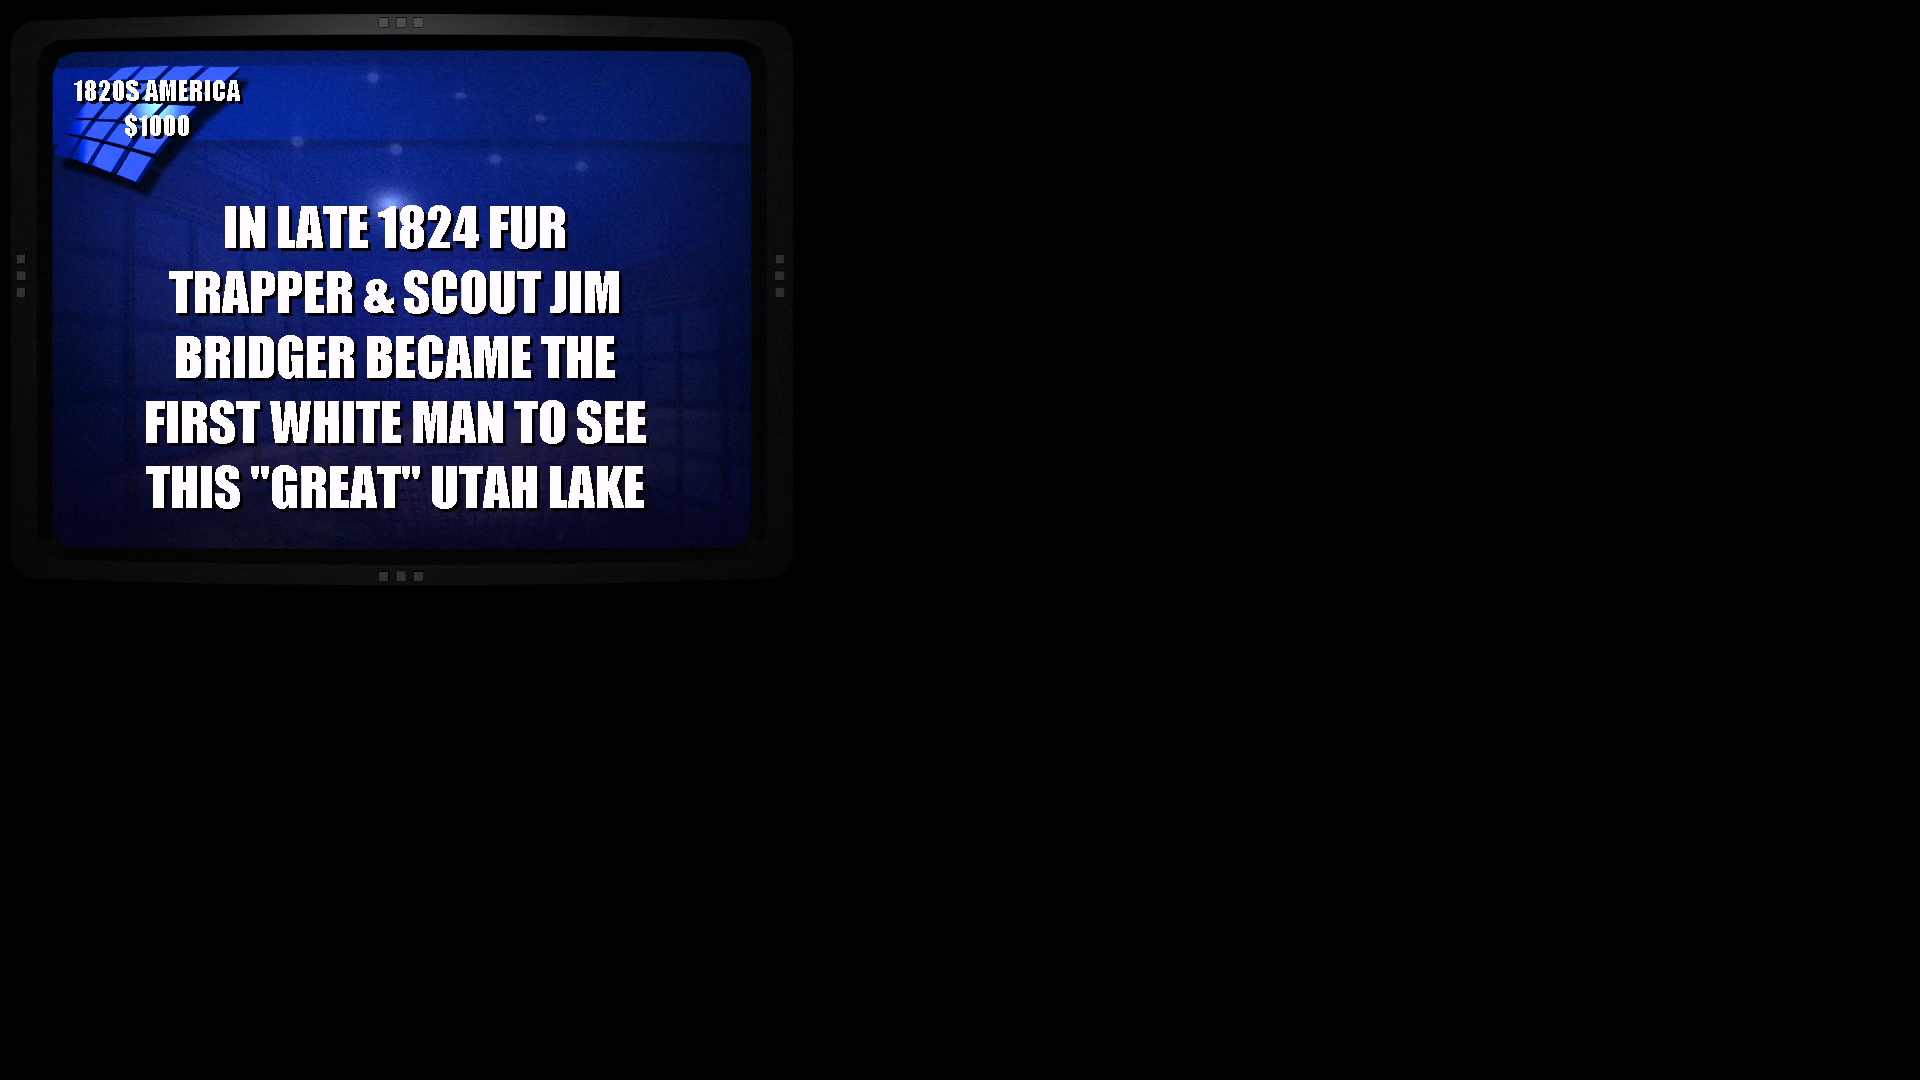 1820S AMERICA
$1000
IN LATE 1824 FUR
TRAPPER & SCOUT JIM
BRIDGER BECAME THE
FIRST WHITE MAN TO SEE
THIS "GREAT" UTAH LAKE